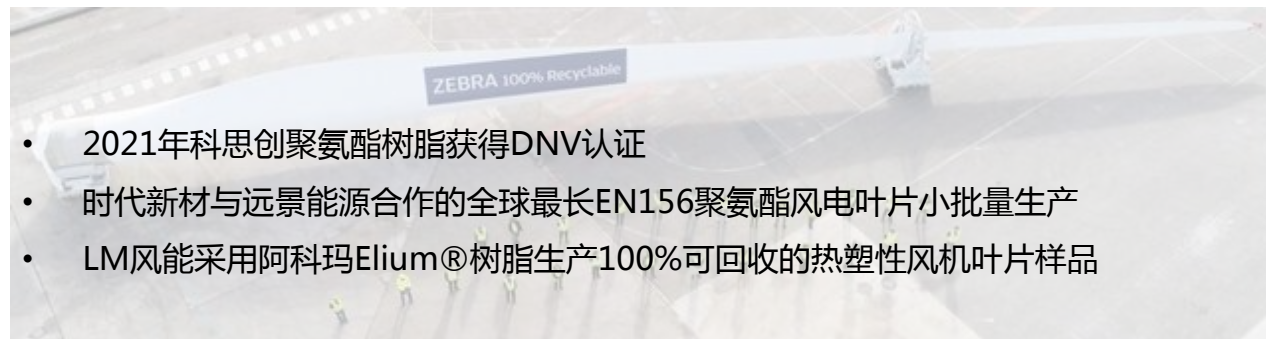 ZEBRA 100% Recyclable
• 2021年科思创聚氨酯树脂获得DNV认证
• 时代新材与远景能源合作的全球最长EN156聚氨酯风电叶片小批量生产
• LM风能采用阿科玛Elium®树脂生产100%可回收的热塑性风机叶片样品